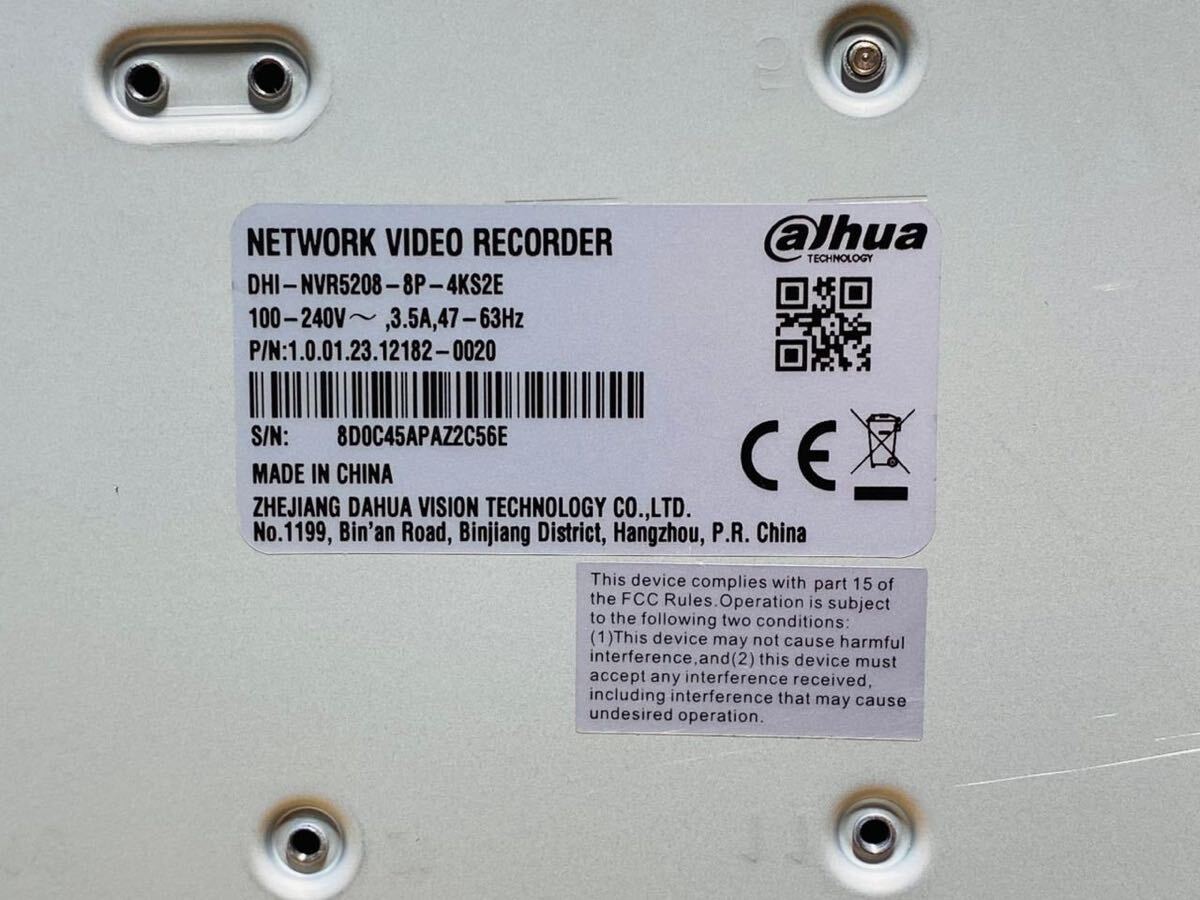 NETWORK VIDEO RECORDER
alhua
TECHNOLOGY
DHI-NVR5208-8P-4KS2E
100-240V～ ,3.5A,47-63Hz
P/N:1.0.01.23.12182-0020
S/N: 8D0C45APAZ2C56E
CE
MADE IN CHINA
ZHEJIANG DAHUA VISION TECHNOLOGY CO.,LTD.
No.1199, Bin'an Road, Binjiang District, Hangzhou, P.R. China
This device complies with part 15 of
the FCC Rules.Operation is subject
to the following two conditions:
(1)This device may not cause harmful
interference,and(2) this device must
accept any interference received,
including interference that may cause
undesired operation.